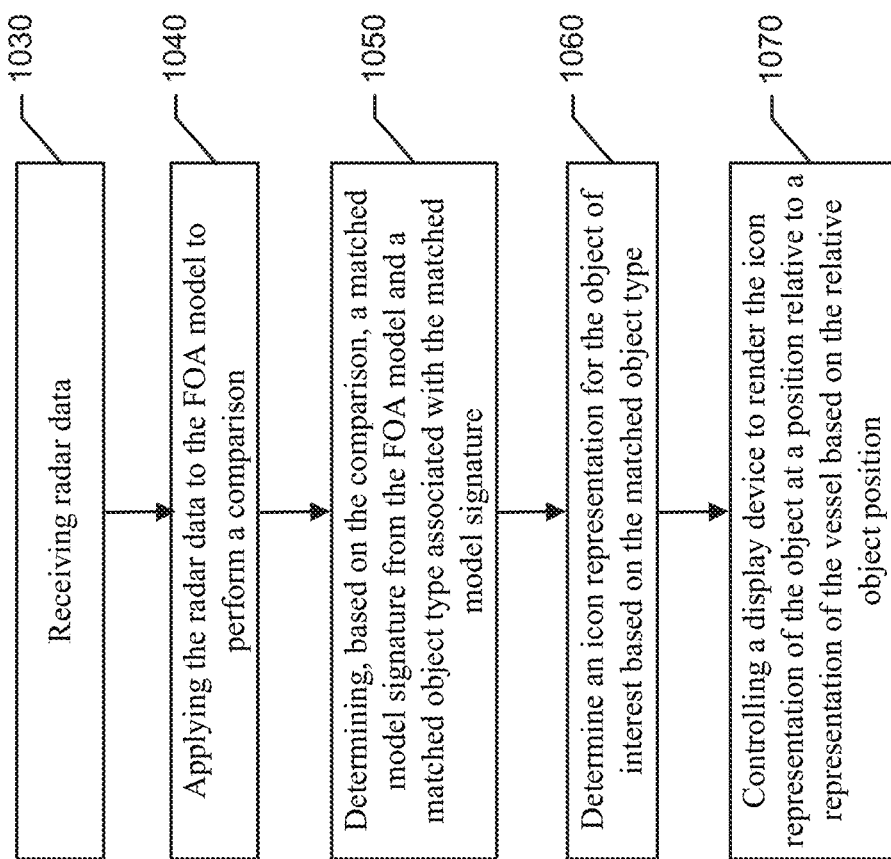 Receiving radar data
1030
Applying the radar data to the FOA model to
perform a comparison
1040
Determining, based on the comparison, a matched
model signature from the FOA model and a
matched object type associated with the matched
model signature
1050
Determine an icon representation for the object of
interest based on the matched object type
1060
Controlling a display device to render the icon
representation of the object at a position relative to a
representation of the vessel based on the relative
object position
1070